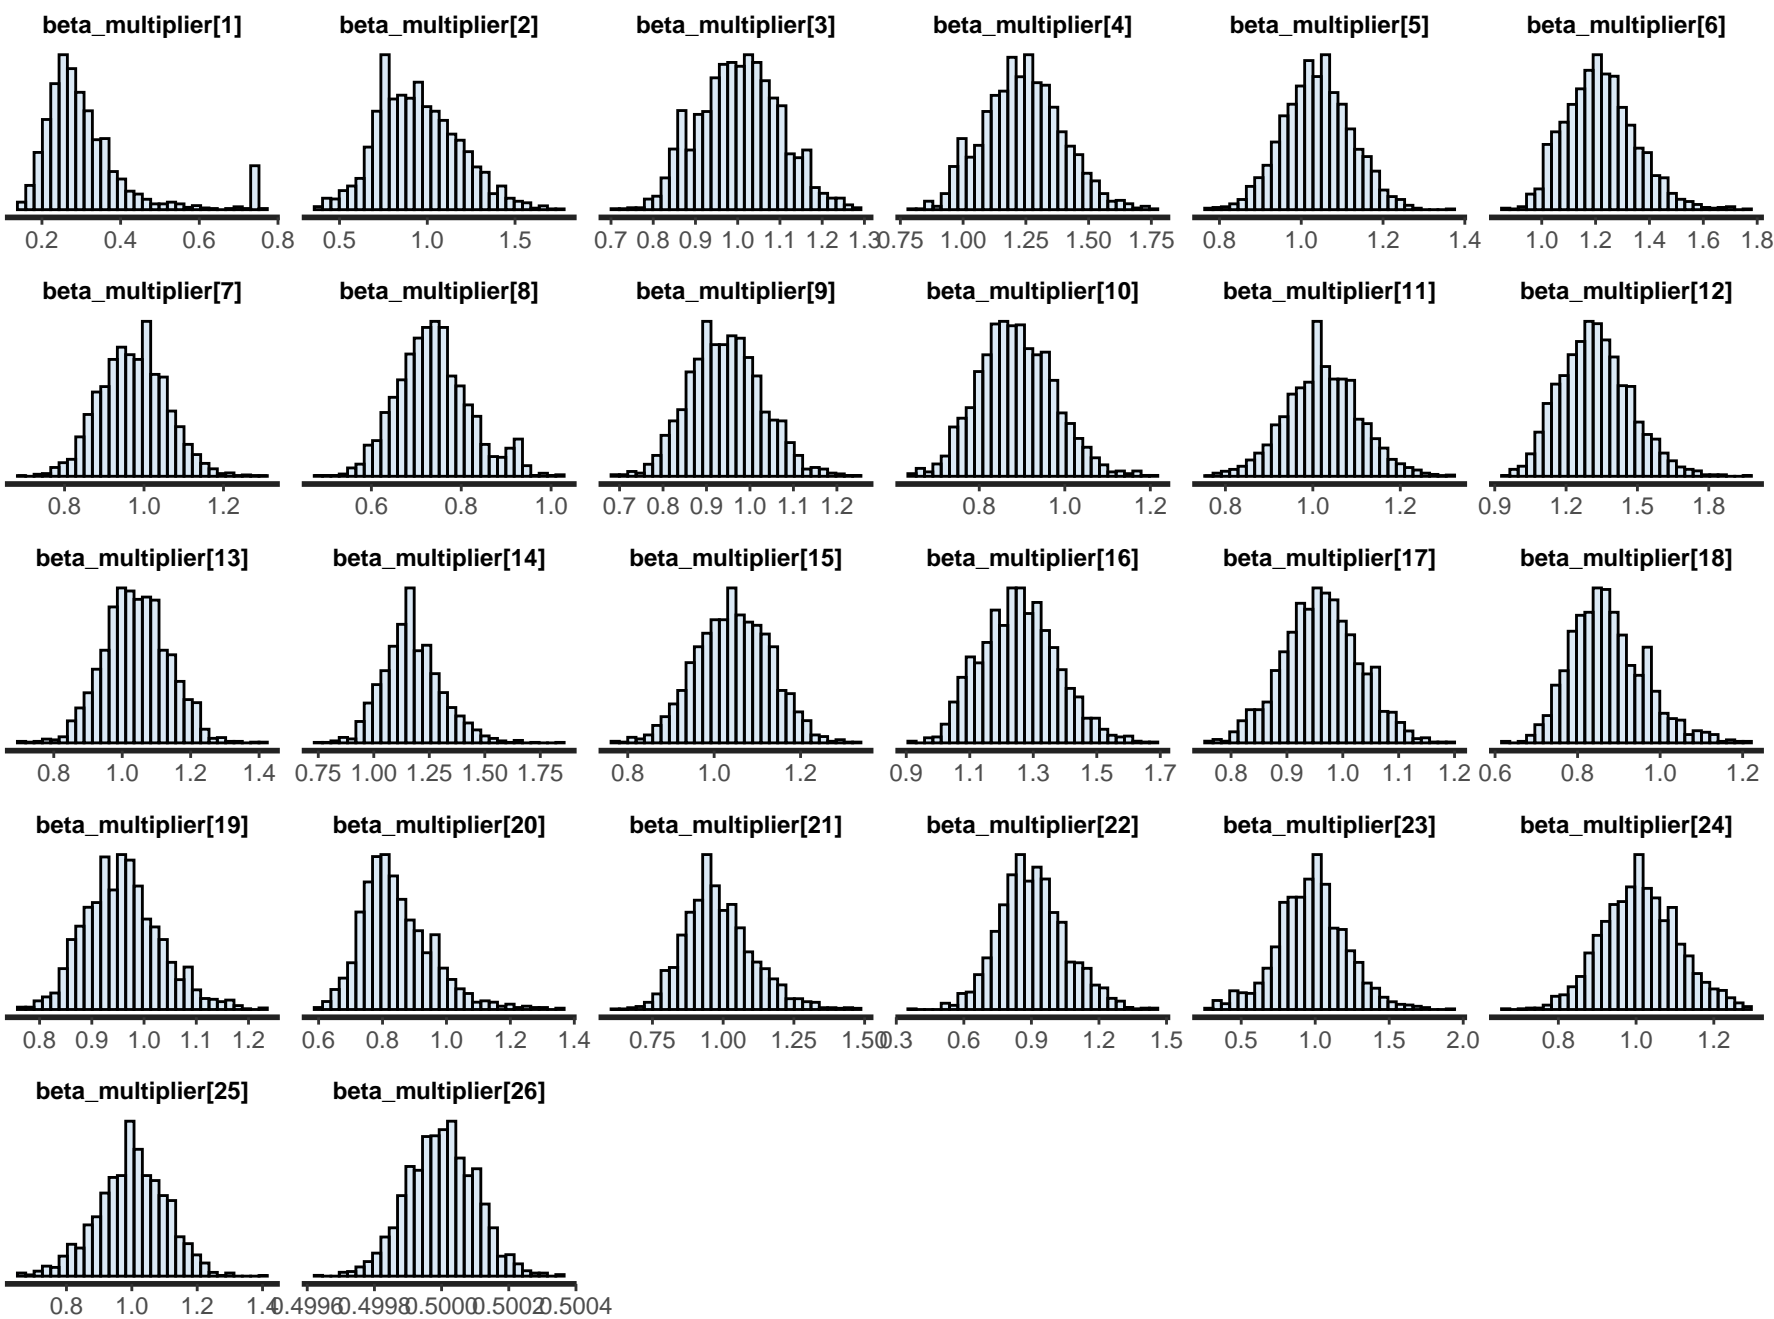 beta_multiplier[1] beta_multiplier[2] beta_multiplier[3] beta_multiplier[4] beta_multiplier[5] beta_multiplier[6]
0.2 0.4 0.6 0.8 0.5 1.0 1.5 0.7 0.8 0.9 1.0 1.1 1.2 1.3 0.75 1.00 1.25 1.50 1.75 0.8 1.0 1.2 1.4 1.0 1.2 1.4 1.6 1.8
beta_multiplier[7] beta_multiplier[8] beta_multiplier[9] beta_multiplier[10] beta_multiplier[11] beta_multiplier[12]
0.8 1.0 1.2 0.6 0.8 1.0 0.7 0.8 0.9 1.0 1.1 1.2 0.8 1.0 1.2 0.8 1.0 1.2 0.9 1.2 1.5 1.8
beta_multiplier[13] beta_multiplier[14] beta_multiplier[15] beta_multiplier[16] beta_multiplier[17] beta_multiplier[18]
0.8 1.0 1.2 1.4 0.75 1.00 1.25 1.50 1.75 0.8 1.0 1.2 0.9 1.1 1.3 1.5 1.7 0.8 0.9 1.0 1.1 1.2 0.6 0.8 1.0 1.2
beta_multiplier[19] beta_multiplier[20] beta_multiplier[21] beta_multiplier[22] beta_multiplier[23] beta_multiplier[24]
0.8 0.9 1.0 1.1 1.2 0.6 0.8 1.0 1.2 1.4 0.75 1.00 1.25 1.50 0.3 0.6 0.9 1.2 1.5 0.5 1.0 1.5 2.0 0.8 1.0 1.2
beta_multiplier[25] beta_multiplier[26]
0.8 1.0 1.2 1.4 0.4996 0.4998 0.5000 0.5002 0.5004